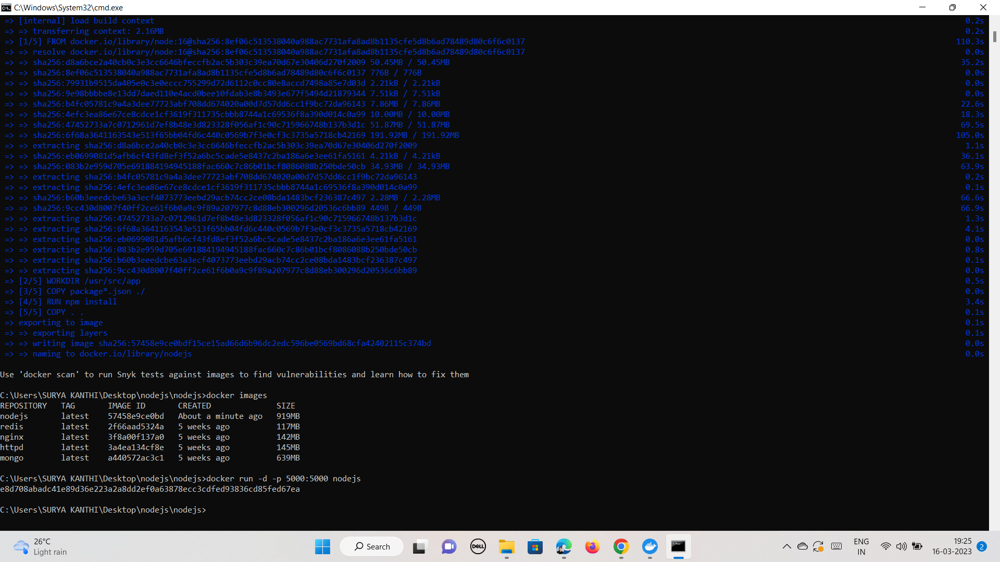 C:\Windows\System32\cmd.exe
=> [internal] load build context 0.2s
=> => transferring context: 2.16MB 0.2s
=> [1/5] FROM docker.io/library/node:16@sha256:8ef06c513538040a988ac7731afa8ad8b1135cfe5d8b6ad78489d80c6f6c0137 110.3s
=> => resolve docker.io/library/node:16@sha256:8ef06c513538040a988ac7731afa8ad8b1135cfe5d8b6ad78489d80c6f6c0137 0.0s
=> => sha256:d8a6bce2a40cb0c3e3cc6646bfeccfb2ac5b303c39ea70d67e30406d270f2009 50.45MB / 50.45MB 35.2s
=> => sha256:8ef06c513538040a988ac7731afa8ad8b1135cfe5d8b6ad78489d80c6f6c0137 776B / 776B 0.0s
=> => sha256:79931b9515da405e0c3e0eccc755299d72d6112c0cc80e8accd7498a85e7d03d 2.21kB / 2.21kB 0.0s
=> => sha256:9e98bbbbe8e13dd7daed110e4acd0bee10fdab3e8b3493e677f5494d21879344 7.51kB / 7.51kB 0.0s
=> => sha256:b4fc05781c9a4a3dee77723abf708dd674020a00d7d57dd6cc1f9bc72da96143 7.86MB / 7.86MB 22.6s
=> => sha256:4efc3ea86e67ce8cdce1cf3619f311735cbbb8744a1c69536f8a390d014c0a99 10.00MB / 10.00MB 18.3s
=> => sha256:47452733a7c0712961d7ef8b48e3d823328f056af1c90c715966748b137b3d1c 51.87MB / 51.87MB 69.5s
=> => sha256:6f68a3641163543e513f65bb04fd6c440c0569b7f3e0cf3c3735a5718cb42169 191.92MB / 191.92MB 105.0s
=> => extracting sha256:d8a6bce2a40cb0c3e3cc6646bfeccfb2ac5b303c39ea70d67e30406d270f2009 1.1s
=> => sha256:eb0699081d5afb6cf43fd8ef3f52a6bc5cade5e8437c2ba186a6e3ee61fa5161 4.21kB / 4.21kB 36.1s
=> => sha256:083b2e959d705e691884194945188fac660c7c86b01bcf8086088b250bde50cb 34.93MB / 34.93MB 63.9s
=> => extracting sha256:b4fc05781c9a4a3dee77723abf708dd674020a00d7d57dd6cc1f9bc72da96143 0.2s
=> => extracting sha256:4efc3ea86e67ce8cdce1cf3619f311735cbbb8744a1c69536f8a390d014c0a99 0.1s
=> => sha256:b60b3eeedcbe63a3ecf4073773eebd29acb74cc2ce08bda1483bcf236387c497 2.28MB / 2.28MB 66.6s
=> => sha256:9cc430d8007f40ff2ce61f6b0a9c9f89a207977c8d88eb300296d20536c6bb89 449B / 449B 66.9s
=> => extracting sha256:47452733a7c0712961d7ef8b48e3d823328f056af1c90c715966748b137b3d1c 1.3s
=> => extracting sha256:6f68a3641163543e513f65bb04fd6c440c0569b7f3e0cf3c3735a5718cb42169 4.1s
=> => extracting sha256:eb0699081d5afb6cf43fd8ef3f52a6bc5cade5e8437c2ba186a6e3ee61fa5161 0.0s
=> => extracting sha256:083b2e959d705e691884194945188fac660c7c86b01bcf8086088b250bde50cb 0.8s
=> => extracting sha256:b60b3eeedcbe63a3ecf4073773eebd29acb74cc2ce08bda1483bcf236387c497 0.1s
=> => extracting sha256:9cc430d8007f40ff2ce61f6b0a9c9f89a207977c8d88eb300296d20536c6bb89 0.0s
=> [2/5] WORKDIR /usr/src/app 0.5s
=> [3/5] COPY package*.json ./ 0.0s
=> [4/5] RUN npm install 3.4s
=> [5/5] COPY . . 0.1s
=> exporting to image 0.1s
=> => exporting layers 0.1s
=> => writing image sha256:57458e9ce0bdf15ce15ad66d6b96dc2edc596be0569bd68cfa42402115c374bd 0.0s
=> => naming to docker.io/library/nodejs 0.0s
Use 'docker scan' to run Snyk tests against images to find vulnerabilities and learn how to fix them
C:\Users\SURYA KANTHI\Desktop\nodejs\nodejs>docker images
REPOSITORY TAG IMAGE ID CREATED SIZE
nodejs latest 57458e9ce0bd About a minute ago 919MB
redis latest 2f66aad5324a 5 weeks ago 117MB
nginx latest 3f8a00f137a0 5 weeks ago 142MB
httpd latest 3a4ea134cf8e 5 weeks ago 145MB
mongo latest a440572ac3c1 5 weeks ago 639MB
C:\Users\SURYA KANTHI\Desktop\nodejs\nodejs>docker run -d -p 5000:5000 nodejs
e8d708abadc41e89d36e223a2a8dd2ef0a63878ecc3cdfed93836cd85fed67ea
C:\Users\SURYA KANTHI\Desktop\nodejs\nodejs>
26°C
Light rain
Search
DELL
ENG
IN
19:25
16-03-2023
2